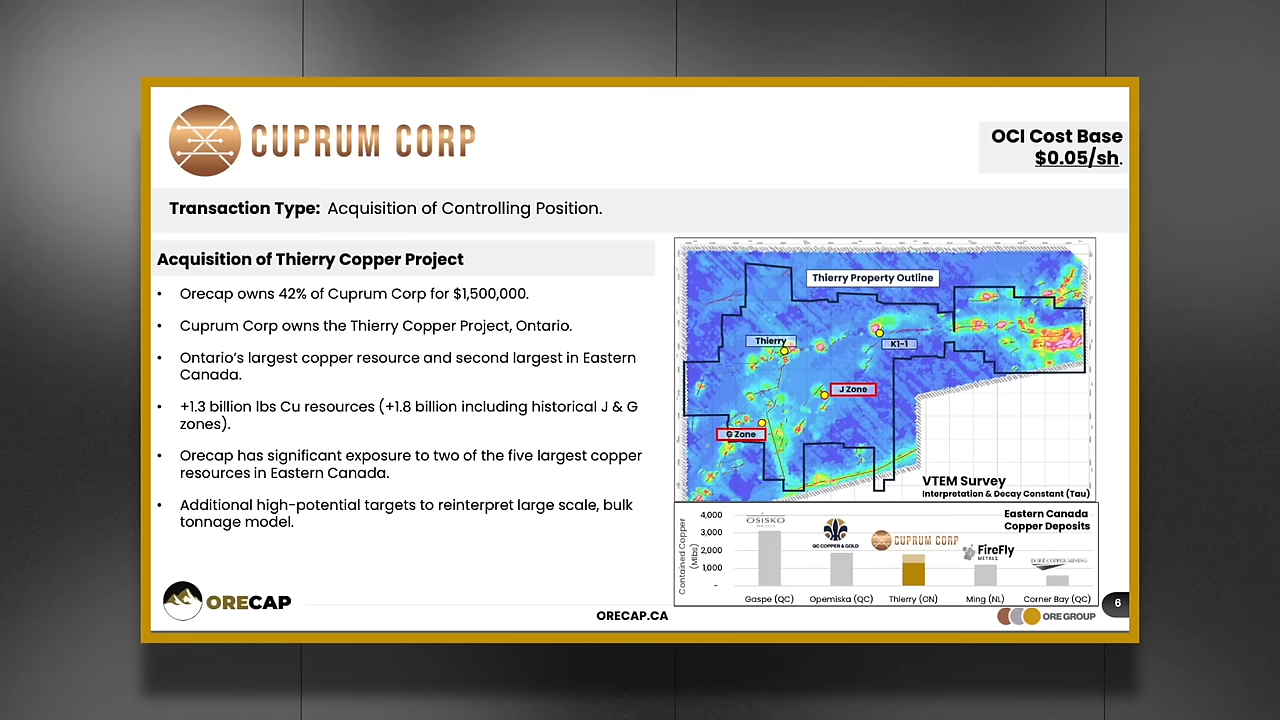 CUPRUM CORP
OCI Cost Base
$0.05/sh.
Transaction Type: Acquisition of Controlling Position.
Acquisition of Thierry Copper Project
• Orecap owns 42% of Cuprum Corp for $1,500,000.
• Cuprum Corp owns the Thierry Copper Project, Ontario.
• Ontario's largest copper resource and second largest in Eastern
Canada.
• +1.3 billion lbs Cu resources (+1.8 billion including historical J & G
zones).
• Orecap has significant exposure to two of the five largest copper
resources in Eastern Canada.
• Additional high-potential targets to reinterpret large scale, bulk
tonnage model.
Thierry Property Outline
Thierry
K1-1
J Zone
G Zone
VTEM Survey
Interpretation & Decay Constant (Tau)
Eastern Canada
Copper Deposits
Contained Copper
(Mlbs)
4,000
3,000
2,000
1,000
-
OSISKO
METALS
QC COPPER & GOLD
CUPRUM CORP
FireFly
METALS
DORÉ COPPER MINING
Gaspe (QC)
Opemiska (QC)
Thierry (ON)
Ming (NL)
Corner Bay (QC)
ORECAP
ORECAP.CA
ORE GROUP
6